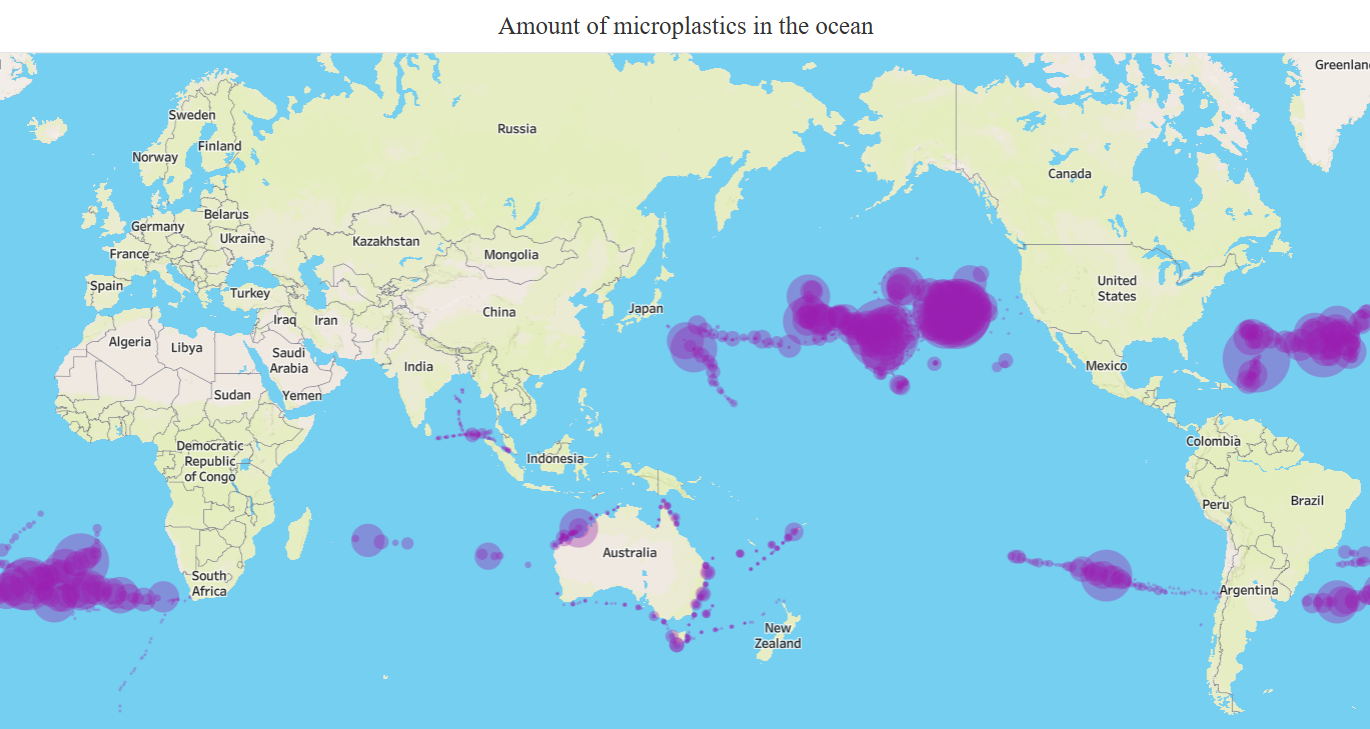 Amount of microplastics in the ocean
Greenlan
Sweden
Russia
Finland
Norway
Canada
Belarus
Germany
Ukraine
Kazakhstan
France
Mongolia
Spain
United
States
Turkey
Japan
China
Iraq
Iran
Algeria
Libya
Saudi
Arabia
India
Mexico
Sudan
Yemen
Colombia
Democratic
Republic
of Congo
Indonesia
Peru
Brazil
Australia
South
Africa
Argentina
New
Zealand